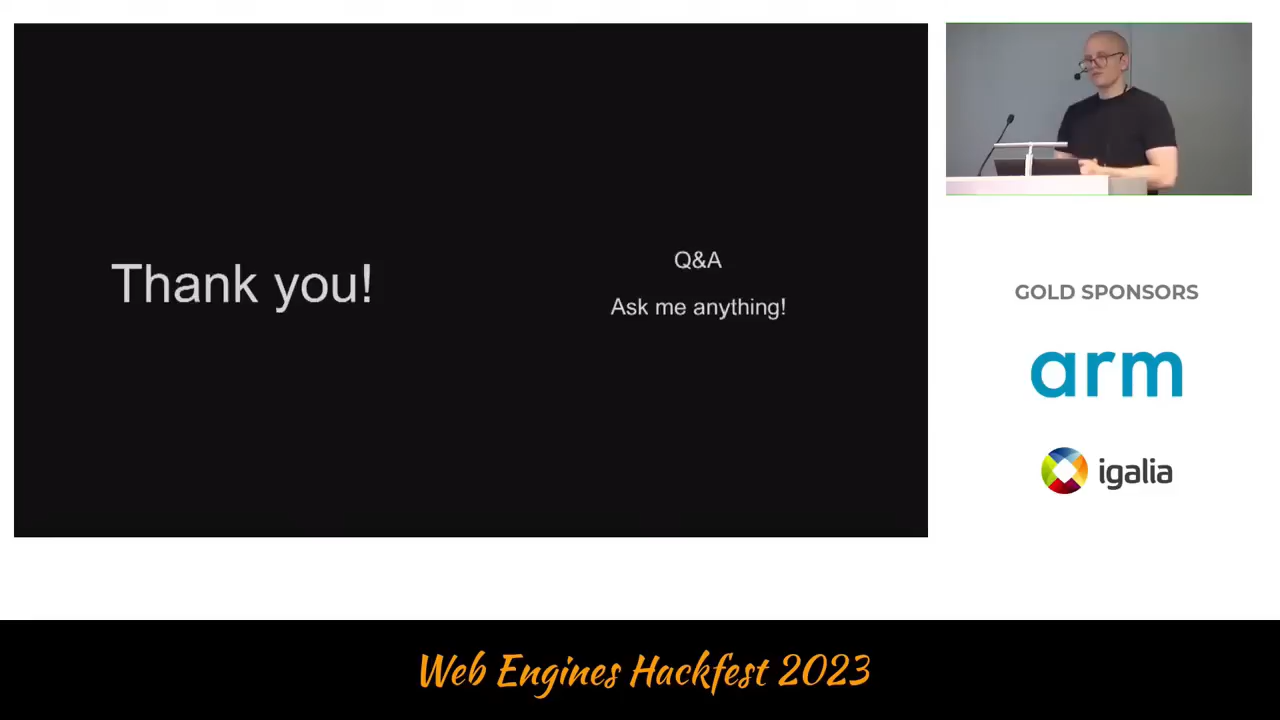 Thank you!
Q&A
Ask me anything!
GOLD SPONSORS
arm
igalia
Web Engines Hackfest 2023